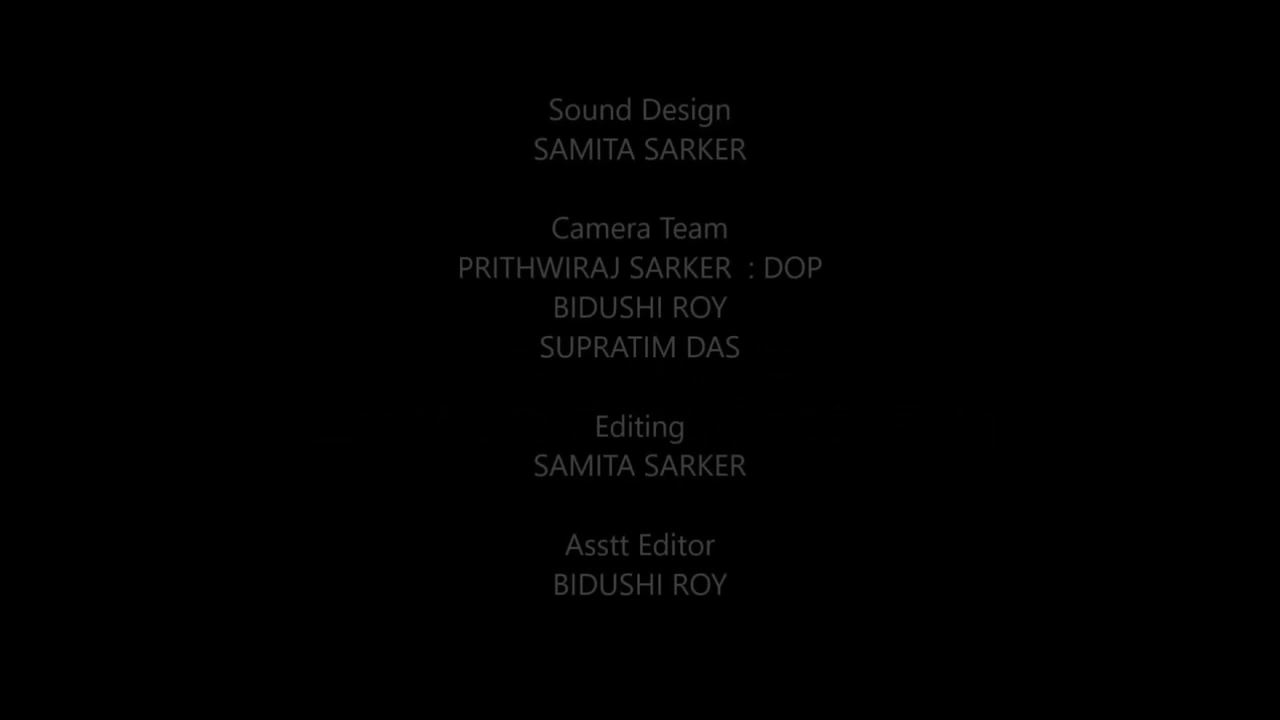 Sound Design
SAMITA SARKER
Camera Team
PRITHWIRAJ SARKER : DOP
BIDUSHI ROY
SUPRATIM DAS
Editing
SAMITA SARKER
Asstt Editor
BIDUSHI ROY